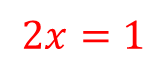 2x = 1